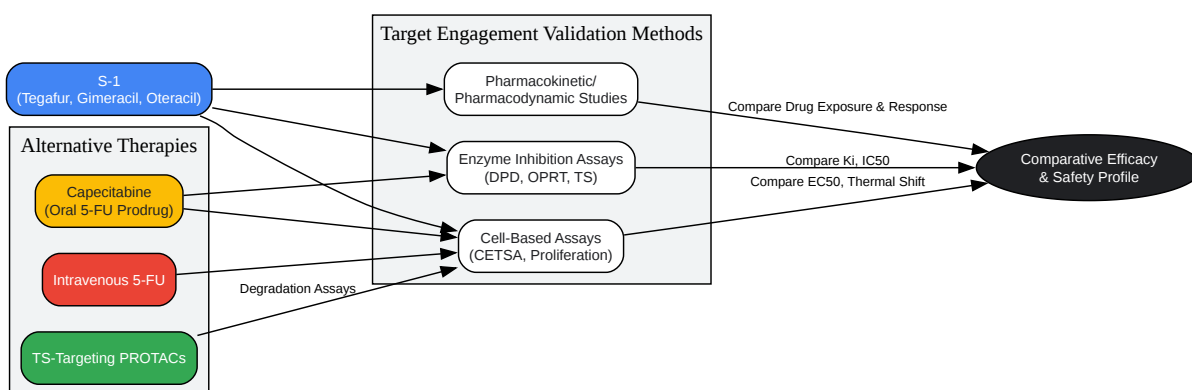 Target Engagement Validation Methods
S-1
(Tegafur, Gimeracil, Oteracil)
Pharmacokinetic/
Pharmacodynamic Studies
Compare Drug Exposure & Response
Alternative Therapies
Capecitabine
(Oral 5-FU Prodrug)
Enzyme Inhibition Assays
(DPD, OPRT, TS)
Compare Ki, IC50
Comparative Efficacy
& Safety Profile
Compare EC50, Thermal Shift
Cell-Based Assays
(CETSA, Proliferation)
Intravenous 5-FU
Degradation Assays
TS-Targeting PROTACs